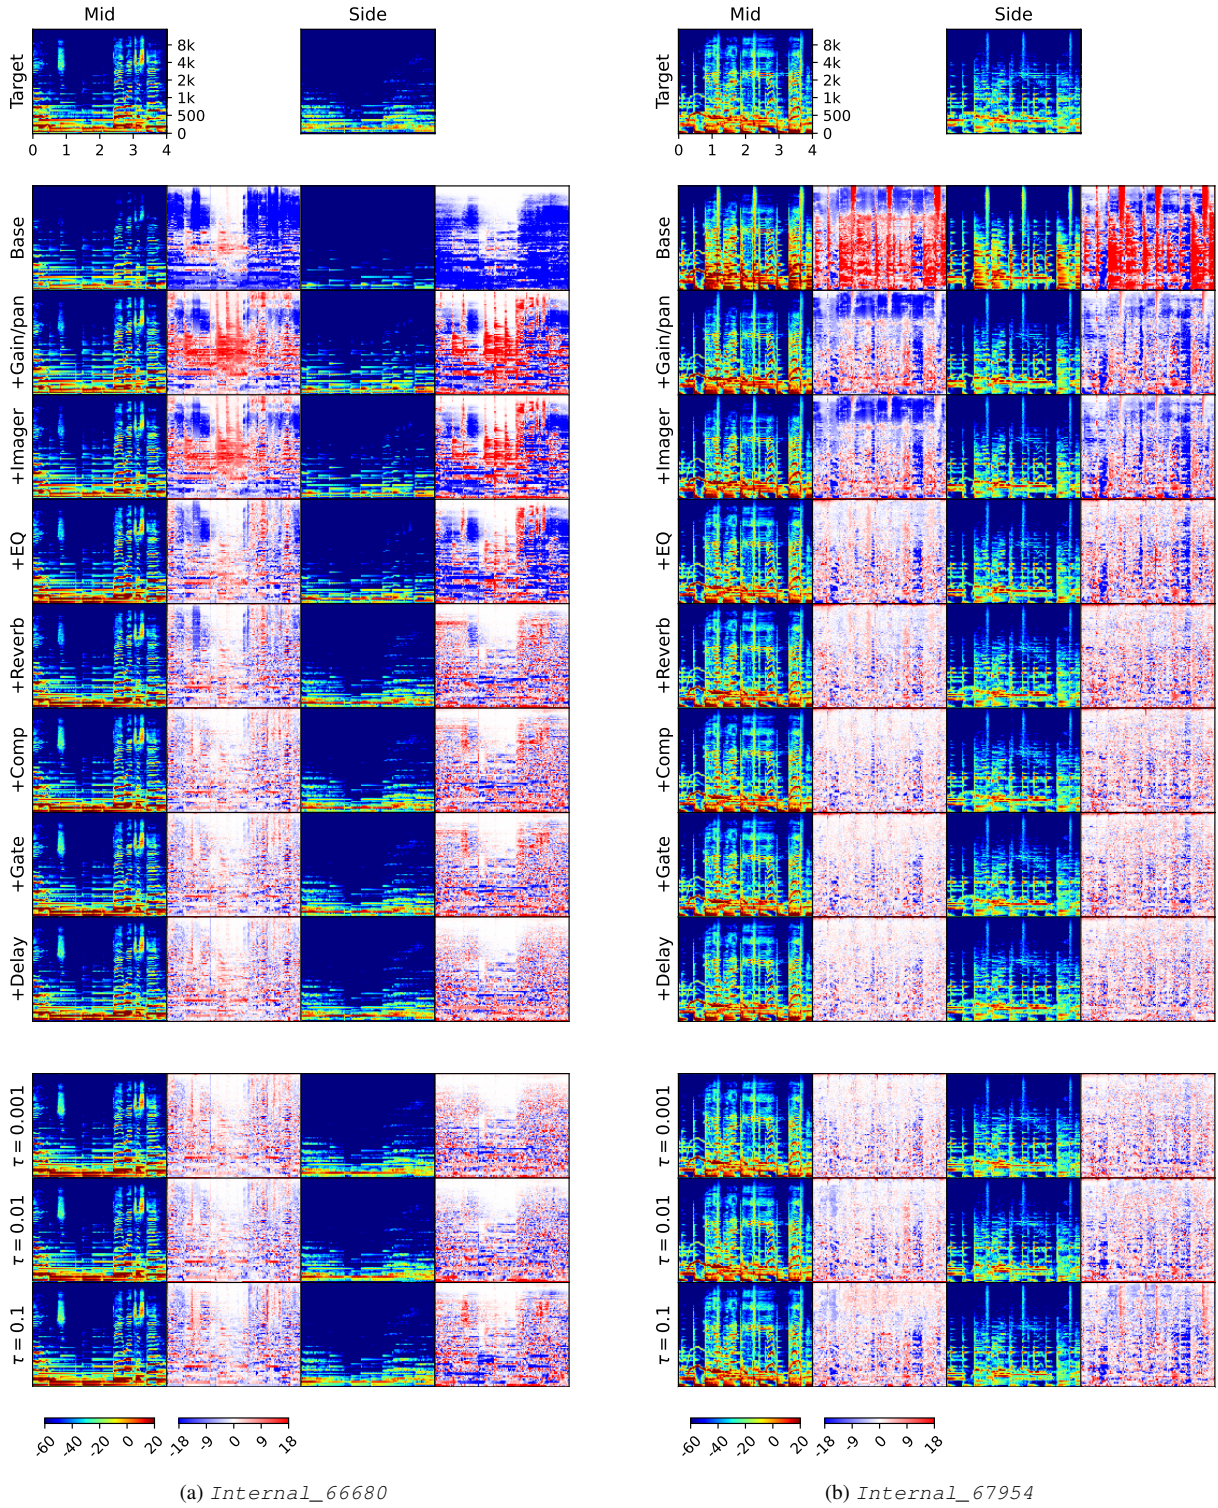 Mid Side Mid Side
Target 8k 4k 2k 1k 500 0
0 1 2 3 4
Target 8k 4k 2k 1k 500 0
0 1 2 3 4
Base Base
+Gain/pan +Gain/pan
+Imager +Imager
+EQ +EQ
+Reverb +Reverb
+Comp +Comp
+Gate +Gate
+Delay +Delay
τ = 0.001 τ = 0.001
τ = 0.01 τ = 0.01
τ = 0.1 τ = 0.1
-60 -40 -20 0 20 -18 -9 0 9 18 -60 -40 -20 0 20 -18 -9 0 9 18
(a) Internal_66680 (b) Internal_67954